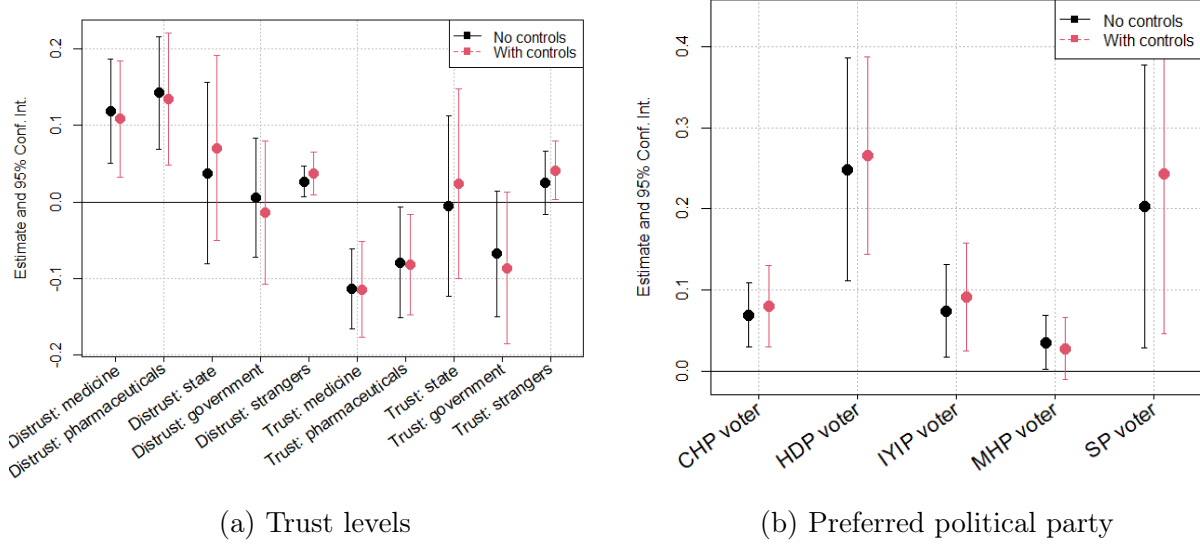 No controls
With controls
Estimate and 95% Conf. Int.
0.2
0.1
0.0
-0.1
-0.2
Distrust: medicine
Distrust: pharmaceuticals
Distrust: state
Distrust: government
Distrust: strangers
Trust: medicine
Trust: pharmaceuticals
Trust: state
Trust: government
Trust: strangers
(a) Trust levels
No controls
With controls
Estimate and 95% Conf. Int.
0.4
0.3
0.2
0.1
0.0
CHP voter
HDP voter
IYIP voter
MHP voter
SP voter
(b) Preferred political party